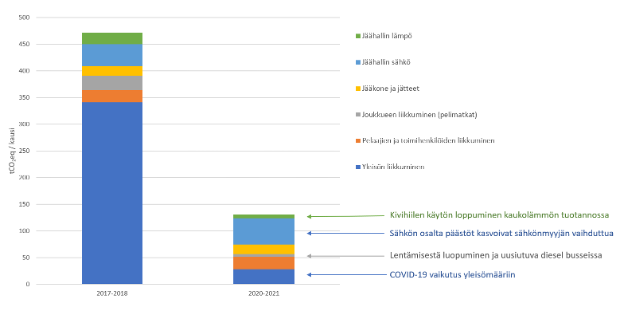 500
450
400
350
300
250
200
150
100
50
0
tCO₂eq / kausi
2017-2018
2020-2021
Jäähallin lämpö
Jäähallin sähkö
Jääkone ja jätteet
Joukkueen liikkuminen (pelimatkat)
Pelaajien ja toimihenkilöiden liikkuminen
Yleisön liikkuminen
Kivihiilen käytön loppuminen kaukolämmön tuotannossa
Sähkön osalta päästöt kasvoivat sähkönmyyjän vaihduttua
Lentämisestä luopuminen ja uusiutuva diesel busseissa
COVID-19 vaikutus yleisömääriin